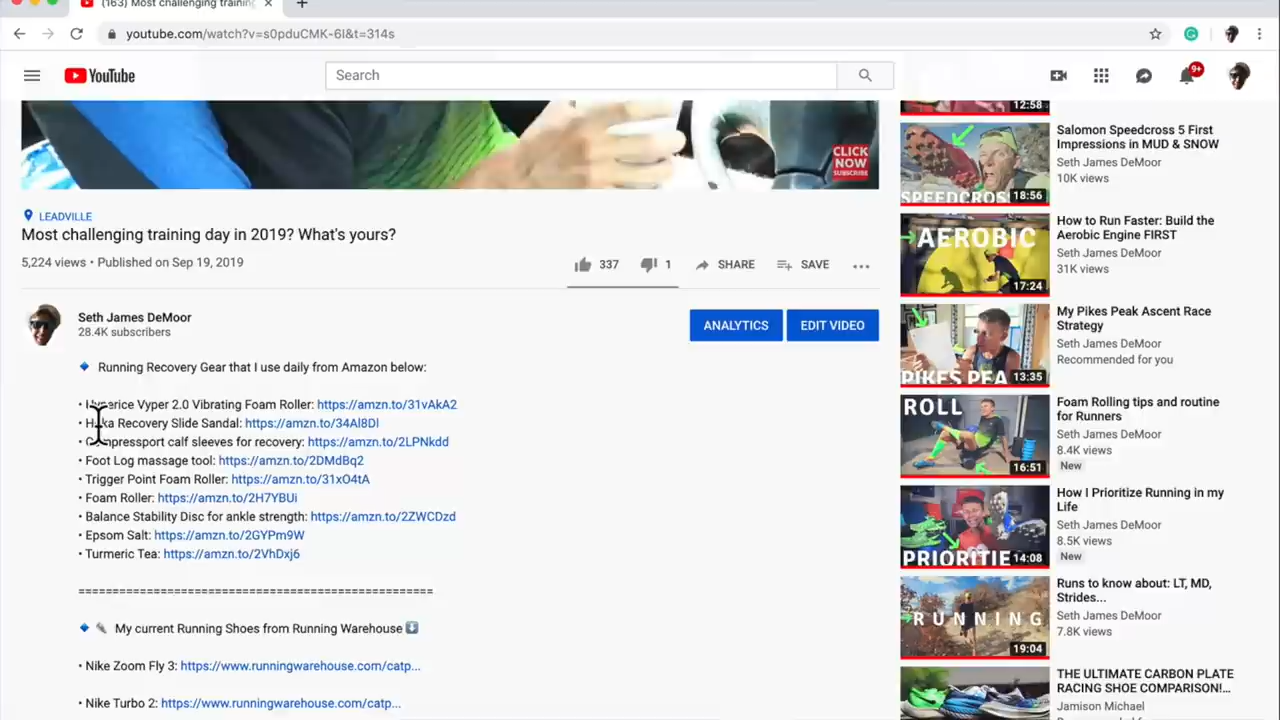 (163) Most challenging training
youtube.com/watch?v=s0pduCMK-6I&t=314s
YouTube
Search
9+
CLICK
NOW
SUBSCRIBE
LEADVILLE
Most challenging training day in 2019? What's yours?
5,224 views • Published on Sep 19, 2019
337
1
SHARE
SAVE
Seth James DeMoor
28.4K subscribers
ANALYTICS
EDIT VIDEO
Running Recovery Gear that I use daily from Amazon below:
• Hyperice Vyper 2.0 Vibrating Foam Roller: https://amzn.to/31vAkA2
• Hoka Recovery Slide Sandal: https://amzn.to/34Al8Dl
• Compressport calf sleeves for recovery: https://amzn.to/2LPNkdd
• Foot Log massage tool: https://amzn.to/2DMdBq2
• Trigger Point Foam Roller: https://amzn.to/31xO4tA
• Foam Roller: https://amzn.to/2H7YBUi
• Balance Stability Disc for ankle strength: https://amzn.to/2ZWCDzd
• Epsom Salt: https://amzn.to/2GYPm9W
• Turmeric Tea: https://amzn.to/2VhDxj6
================================================
My current Running Shoes from Running Warehouse
• Nike Zoom Fly 3: https://www.runningwarehouse.com/catp...
• Nike Turbo 2: https://www.runningwarehouse.com/catp...
12:58
SPEEDCROS
18:56
Salomon Speedcross 5 First
Impressions in MUD & SNOW
Seth James DeMoor
10K views
AEROBIC
17:24
How to Run Faster: Build the
Aerobic Engine FIRST
Seth James DeMoor
31K views
PIKES PEA
13:35
My Pikes Peak Ascent Race
Strategy
Seth James DeMoor
Recommended for you
ROLL
16:51
Foam Rolling tips and routine
for Runners
Seth James DeMoor
8.4K views
New
PRIORITIE
14:08
How I Prioritize Running in my
Life
Seth James DeMoor
8.5K views
New
RUNNING
19:04
Runs to know about: LT, MD,
Strides...
Seth James DeMoor
7.8K views
THE ULTIMATE CARBON PLATE
RACING SHOE COMPARISON!...
Jamison Michael